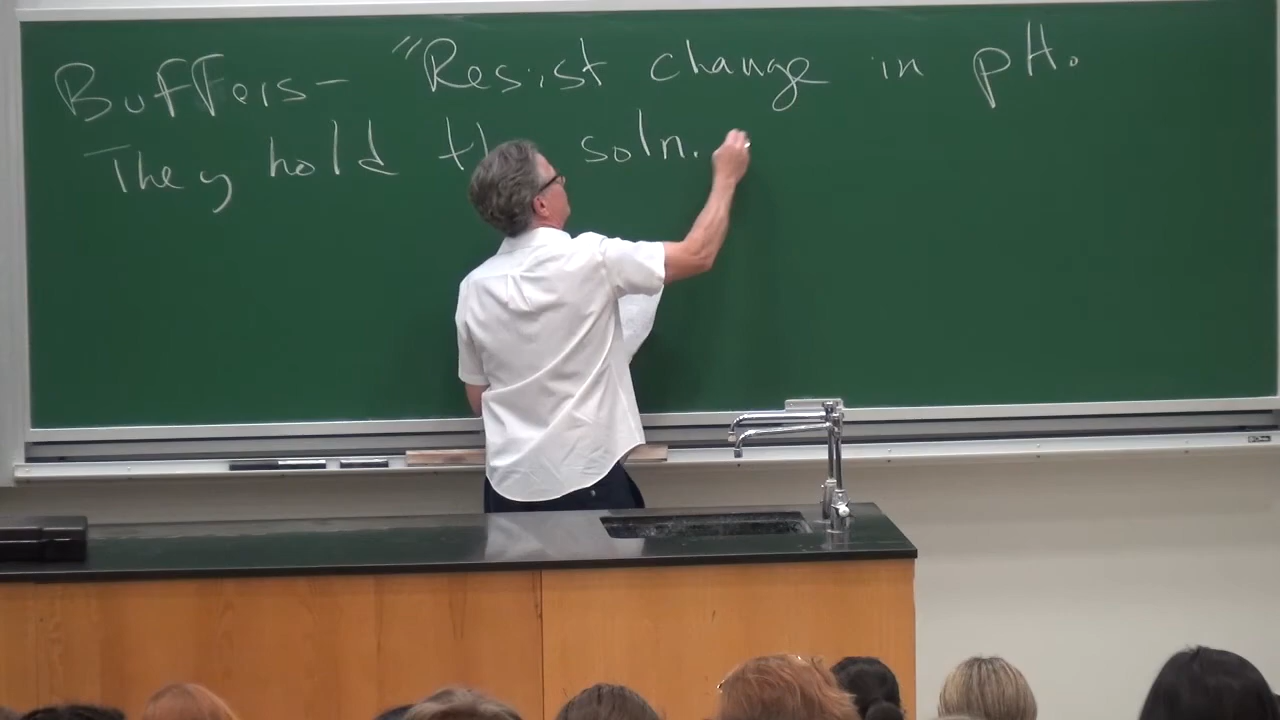 Buffers- "Resist change in pH.
They hold soln.